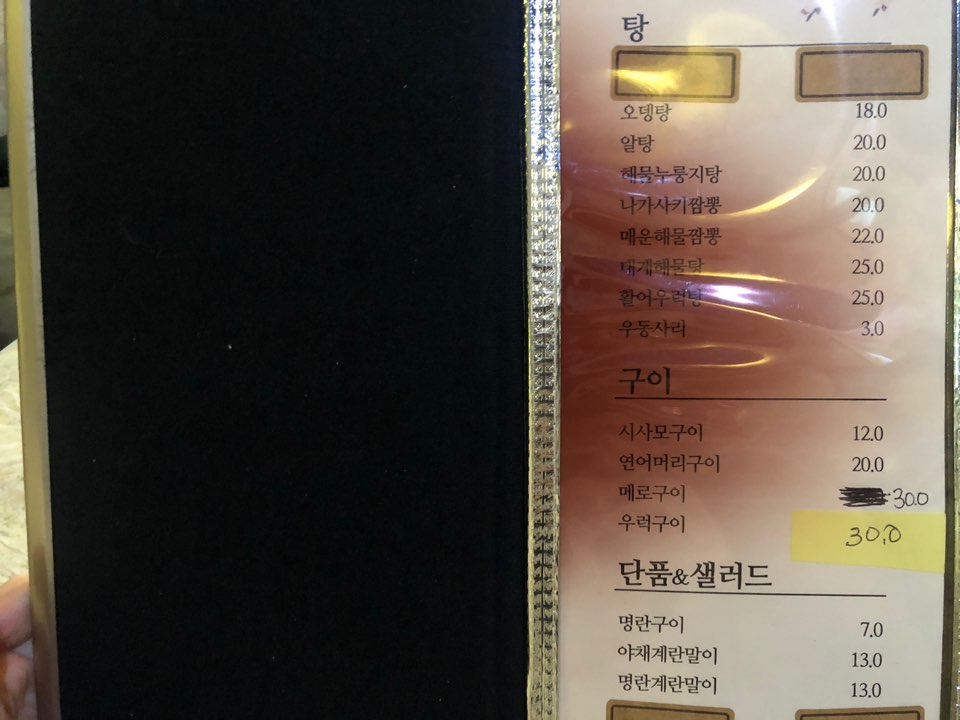 탕
오뎅탕 18.0
알탕 20.0
해물누룽지탕 20.0
나가사키짬뽕 20.0
매운해물짬뽕 22.0
대게해물탕 25.0
활어우럭탕 25.0
우동사리 3.0
구이
시사모구이 12.0
연어머리구이 20.0
메로구이 30.0
우럭구이 30.0
단품&샐러드
명란구이 7.0
야채계란말이 13.0
명란계란말이 13.0